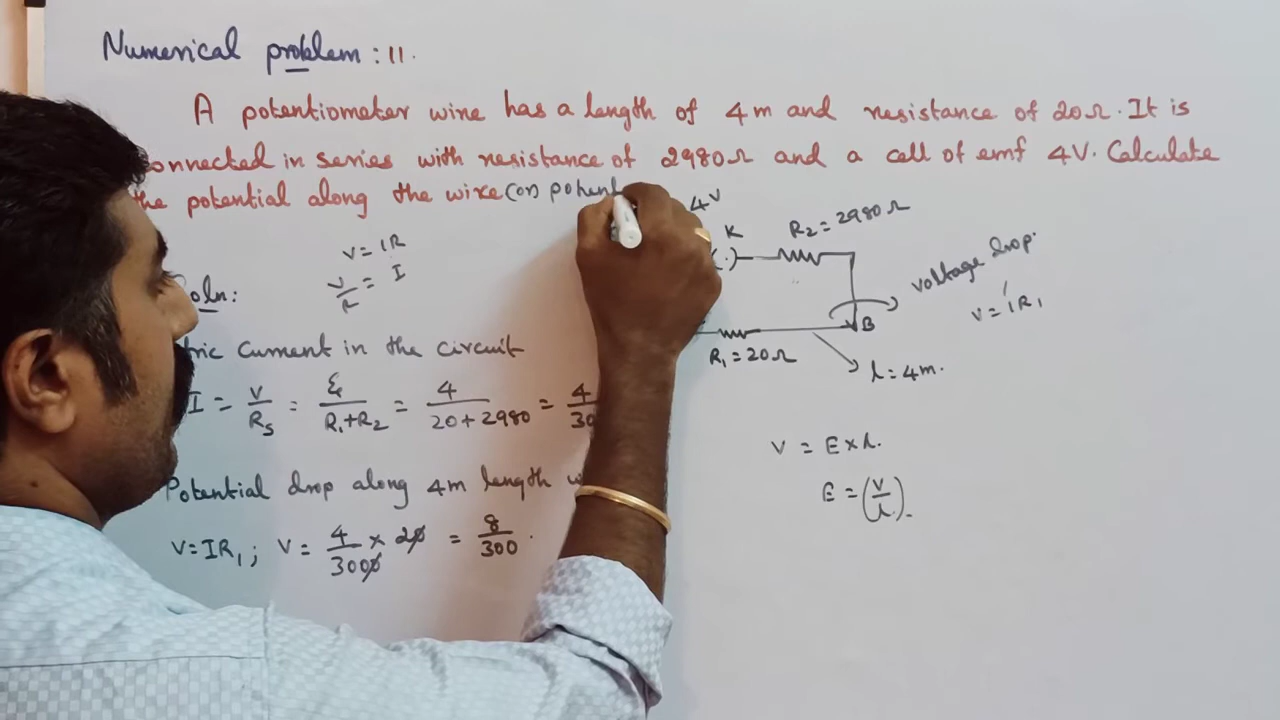 Numerical problem : 11.
A potentiometer wire has a length of 4m and resistance of 20Ω. It is
connected in series with resistance of 2980Ω and a cell of emf 4V. Calculate
the potential along the wire (or) potent
4V
K
R₂ = 2980Ω
(.)
voltage drop.
V = IR₁
B
R₁ = 20Ω
l = 4m.
V = IR
V/R = I
Soln:
tric current in the circuit
I = V/Rs = ξ/R₁+R₂ = 4/20+2980 = 4/30
Potential drop along 4m length w
V = IR₁ ; V = 4/3000 × 20 = 8/300 .
V = E × l.
E = (V/l).